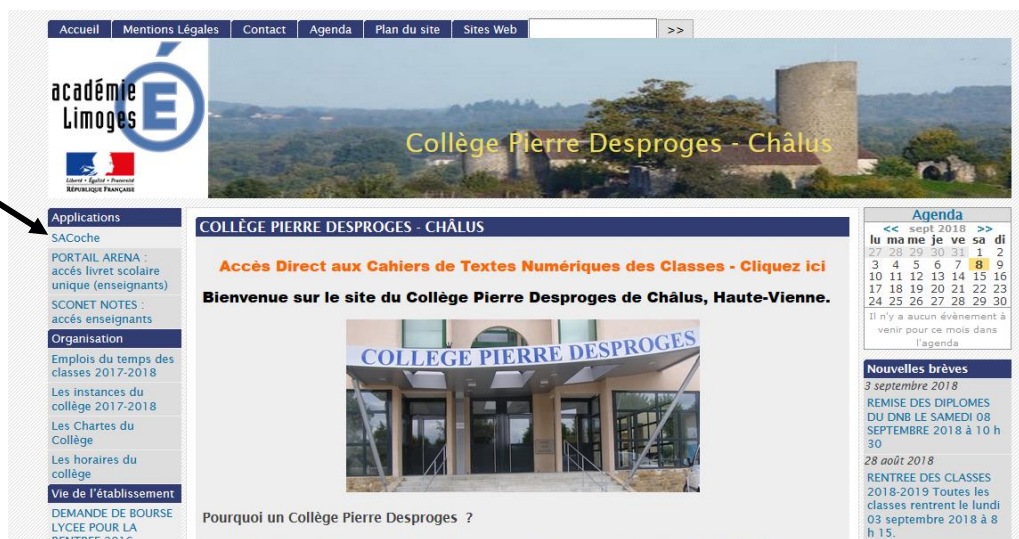 Accueil Mentions Légales Contact Agenda Plan du site Sites Web >>
académie
Limoges
É
Liberté • Égalité • Fraternité
RÉPUBLIQUE FRANÇAISE
Collège Pierre Desproges - Châlus
Applications
SACoche
PORTAIL ARENA :
accés livret scolaire
unique (enseignants)
SCONET NOTES :
accés enseignants
Organisation
Emplois du temps des
classes 2017-2018
Les instances du
collège 2017-2018
Les Chartes du
Collège
Les horaires du
collège
Vie de l'établissement
DEMANDE DE BOURSE
LYCEE POUR LA
RENTREE 2016
COLLÈGE PIERRE DESPROGES - CHÂLUS
Accès Direct aux Cahiers de Textes Numériques des Classes - Cliquez ici
Bienvenue sur le site du Collège Pierre Desproges de Châlus, Haute-Vienne.
COLLEGE PIERRE DESPROGES
Pourquoi un Collège Pierre Desproges ?
Agenda
<< sept 2018 >>
lu ma me je ve sa di
27 28 29 30 31 1 2
3 4 5 6 7 8 9
10 11 12 13 14 15 16
17 18 19 20 21 22 23
24 25 26 27 28 29 30
Il n'y a aucun évènement à
venir pour ce mois dans
l'agenda
Nouvelles brèves
3 septembre 2018
REMISE DES DIPLOMES
DU DNB LE SAMEDI 08
SEPTEMBRE 2018 à 10 h
30
28 août 2018
RENTREE DES CLASSES
2018-2019 Toutes les
classes rentrent le lundi
03 septembre 2018 à 8
h 15.